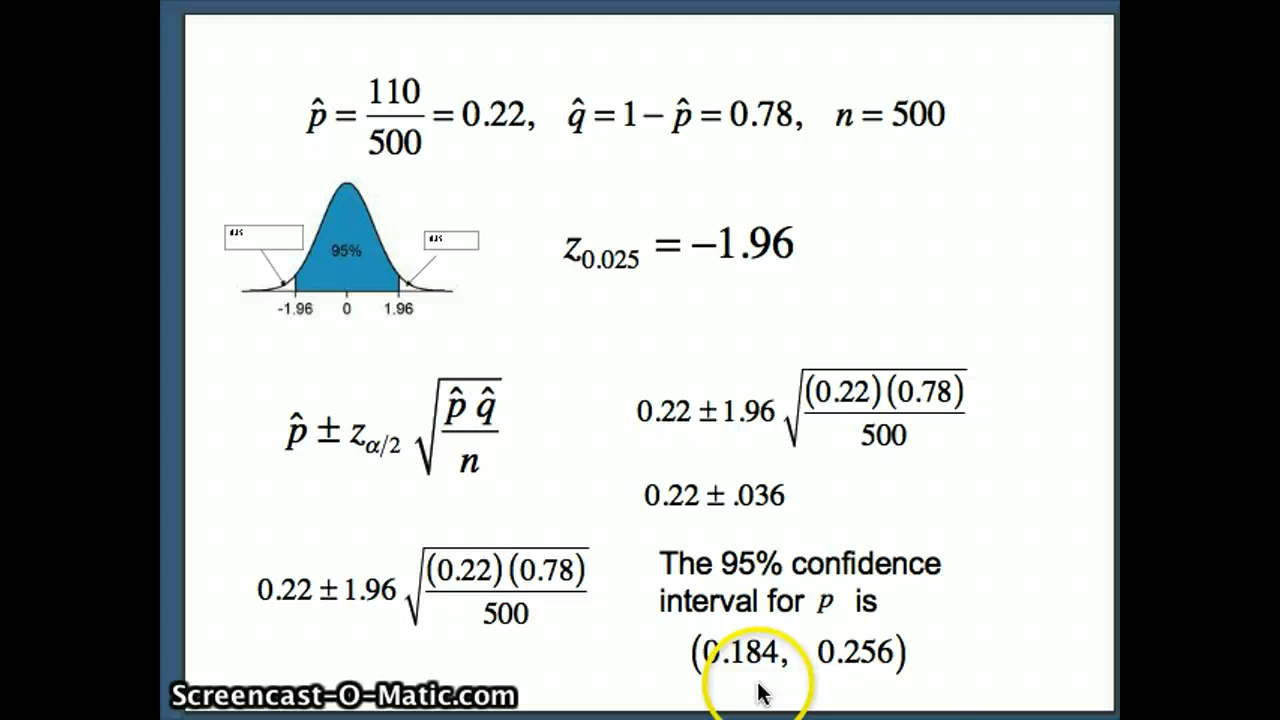 p̂ = 110/500 = 0.22, q̂ = 1 − p̂ = 0.78, n = 500
95%
-1.96 0 1.96
z0.025 = −1.96
p̂ ± zα/2 √(p̂ q̂ / n)
0.22 ± 1.96 √((0.22)(0.78) / 500)
0.22 ± 1.96 √((0.22)(0.78) / 500)
0.22 ± .036
The 95% confidence
interval for p is
(0.184, 0.256)
Screencast-O-Matic.com